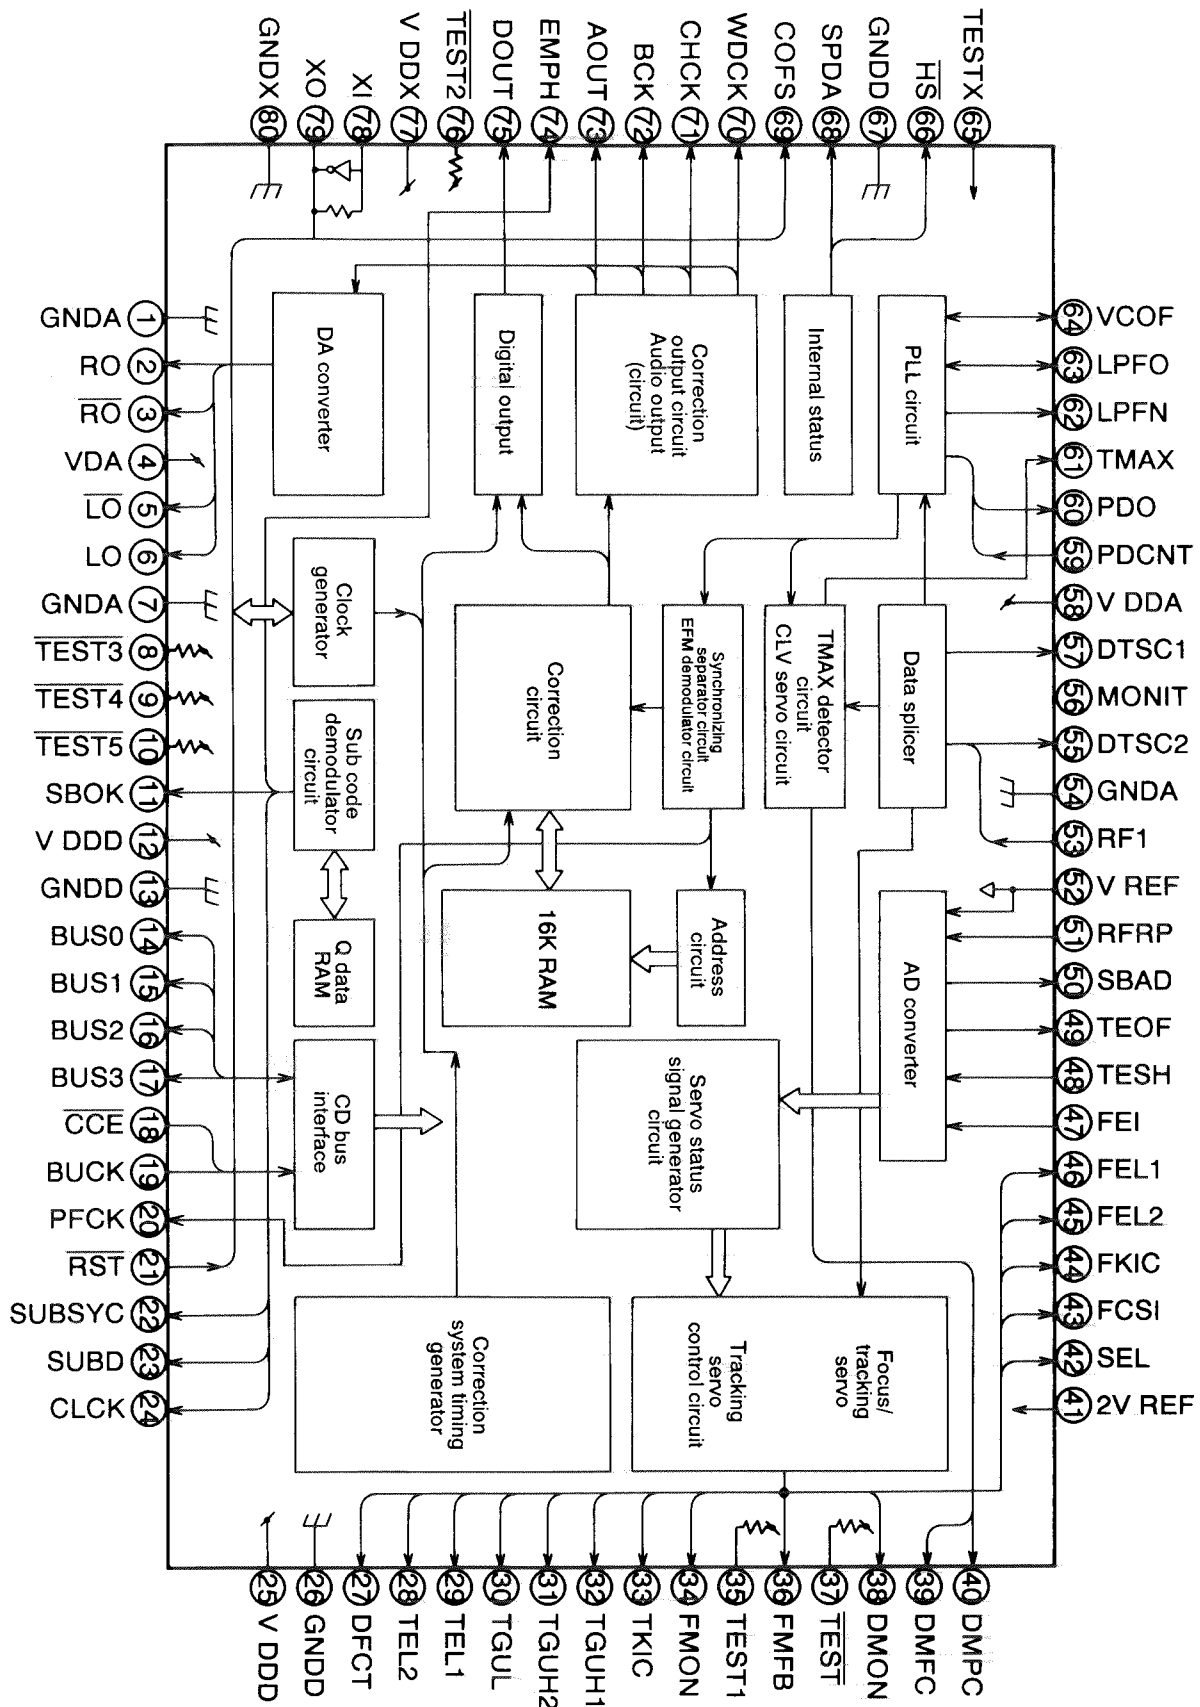 GNDX 80
XO 79
XI 78
V DDX 77
TEST2 76
DOUT 75
EMPH 74
AOUT 73
BCK 72
CHCK 71
WDCK 70
COFS 69
SPDA 68
GNDD 67
HS 66
TESTX 65
GNDA 1
RO 2
RO 3
VDA 4
LO 5
LO 6
GNDA 7
TEST3 8
TEST4 9
TEST5 10
SBOK 11
V DDD 12
GNDD 13
BUS0 14
BUS1 15
BUS2 16
BUS3 17
CCE 18
BUCK 19
PFCK 20
RST 21
SUBSYC 22
SUBD 23
CLCK 24
DA converter
Digital output
Correction
output circuit
Audio output
(circuit)
Internal status
PLL circuit
Clock
generator
Correction
circuit
Synchronizing
separator circuit
EFM demodulator circuit
TMAX detector
circuit
CLV servo circuit
Data splicer
Sub code
demodulator
circuit
Q data
RAM
16K RAM
Address
circuit
AD converter
CD bus
interface
Servo status
signal generator
circuit
Correction
system timing
generator
Focus/
tracking
servo
Tracking
servo
control circuit
64 VCOF
63 LPFO
62 LPFN
61 TMAX
60 PDO
59 PDCNT
58 V DDA
57 DTSC1
56 MONIT
55 DTSC2
54 GNDA
53 RF1
52 V REF
51 RFRP
50 SBAD
49 TEOF
48 TESH
47 FEI
46 FEL1
45 FEL2
44 FKIC
43 FCSI
42 SEL
41 2V REF
25 V DDD
26 GNDD
27 DFCT
28 TEL2
29 TEL1
30 TGUL
31 TGUH2
32 TGUH1
33 TKIC
34 FMON
35 TEST1
36 FMFB
37 TEST
38 DMON
39 DMFC
40 DMPC